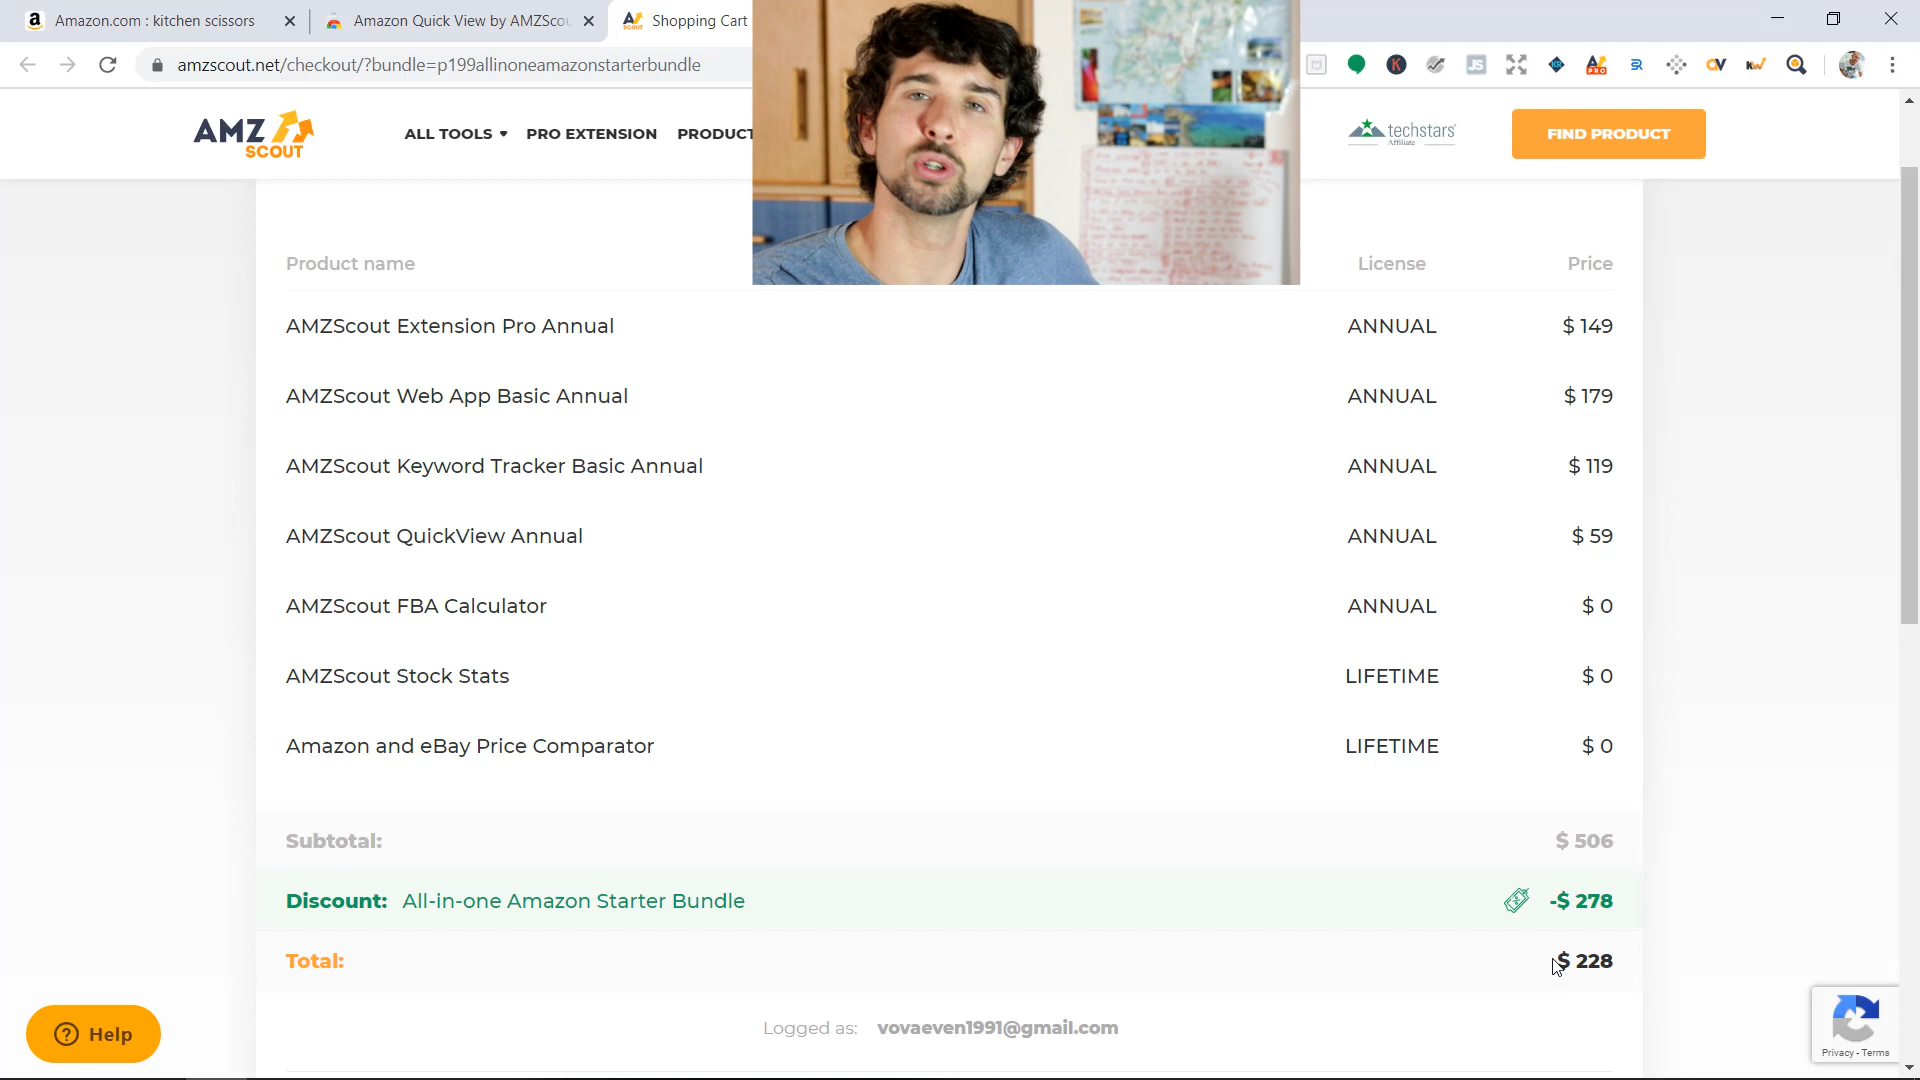 Amazon.com : kitchen scissors
Amazon Quick View by AMZSco
Shopping Cart
amzscout.net/checkout/?bundle=p199allinoneamazonstarterbundle
AMZ
SCOUT
ALL TOOLS
PRO EXTENSION
PRODUCT
techstars
Affiliate
FIND PRODUCT
Product name
License
Price
AMZScout Extension Pro Annual
ANNUAL
$ 149
AMZScout Web App Basic Annual
ANNUAL
$ 179
AMZScout Keyword Tracker Basic Annual
ANNUAL
$ 119
AMZScout QuickView Annual
ANNUAL
$ 59
AMZScout FBA Calculator
ANNUAL
$ 0
AMZScout Stock Stats
LIFETIME
$ 0
Amazon and eBay Price Comparator
LIFETIME
$ 0
Subtotal:
$ 506
Discount: All-in-one Amazon Starter Bundle
-$ 278
Total:
$ 228
Logged as: vovaeven1991@gmail.com
Help
Privacy - Terms